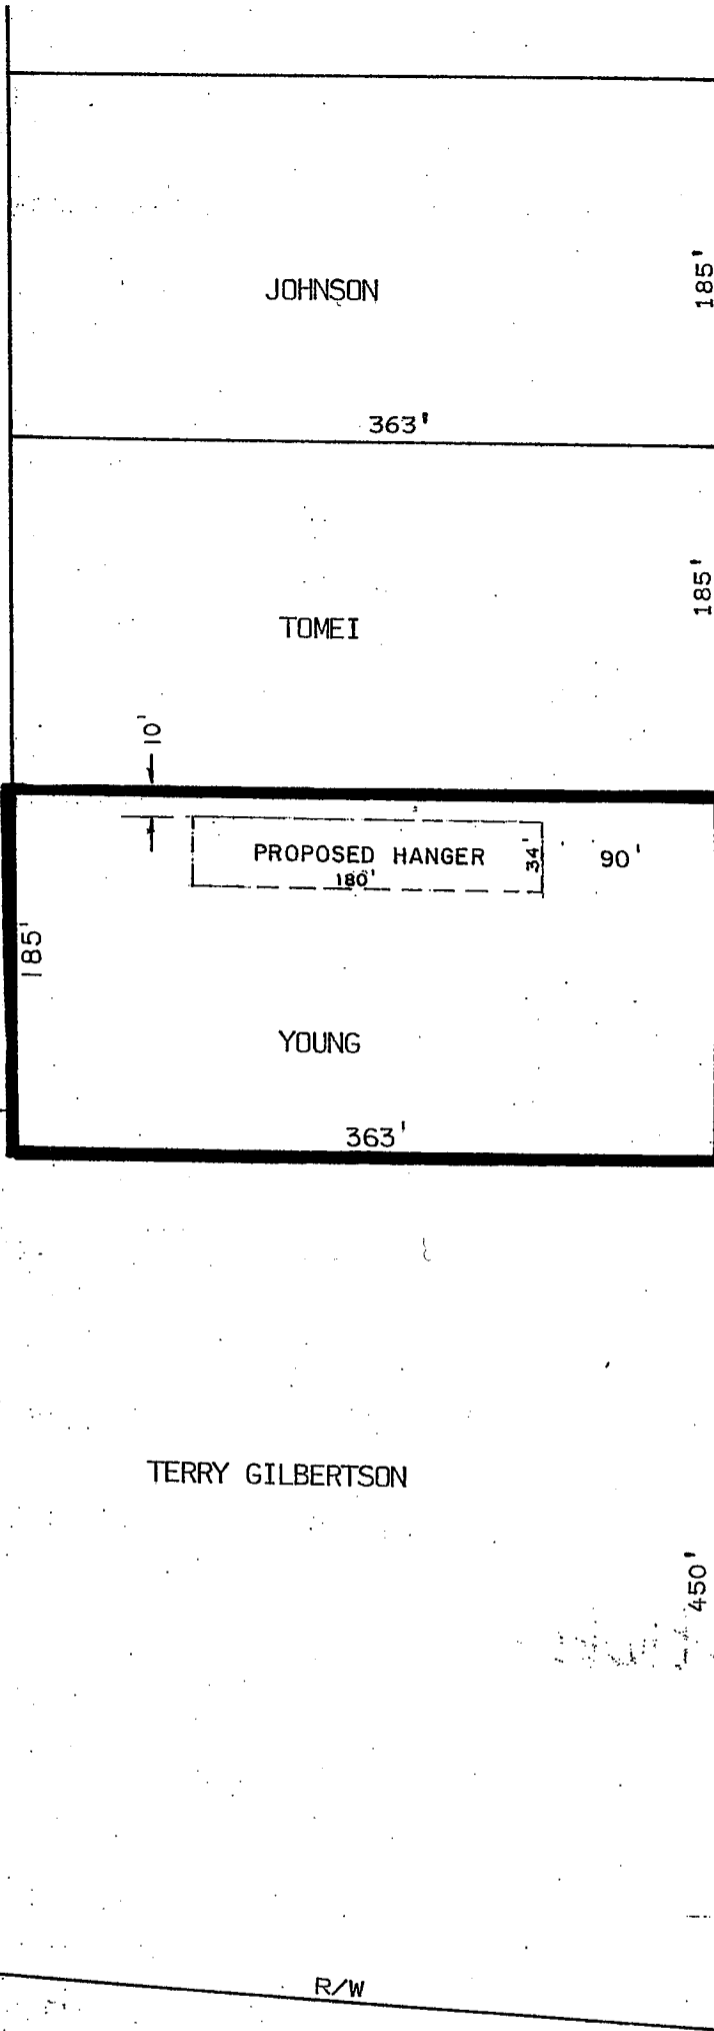 JOHNSON
185'
363'
TOMEI
185'
10'
PROPOSED HANGER
180'
34'
90'
185'
YOUNG
363'
TERRY GILBERTSON
450'
R/W